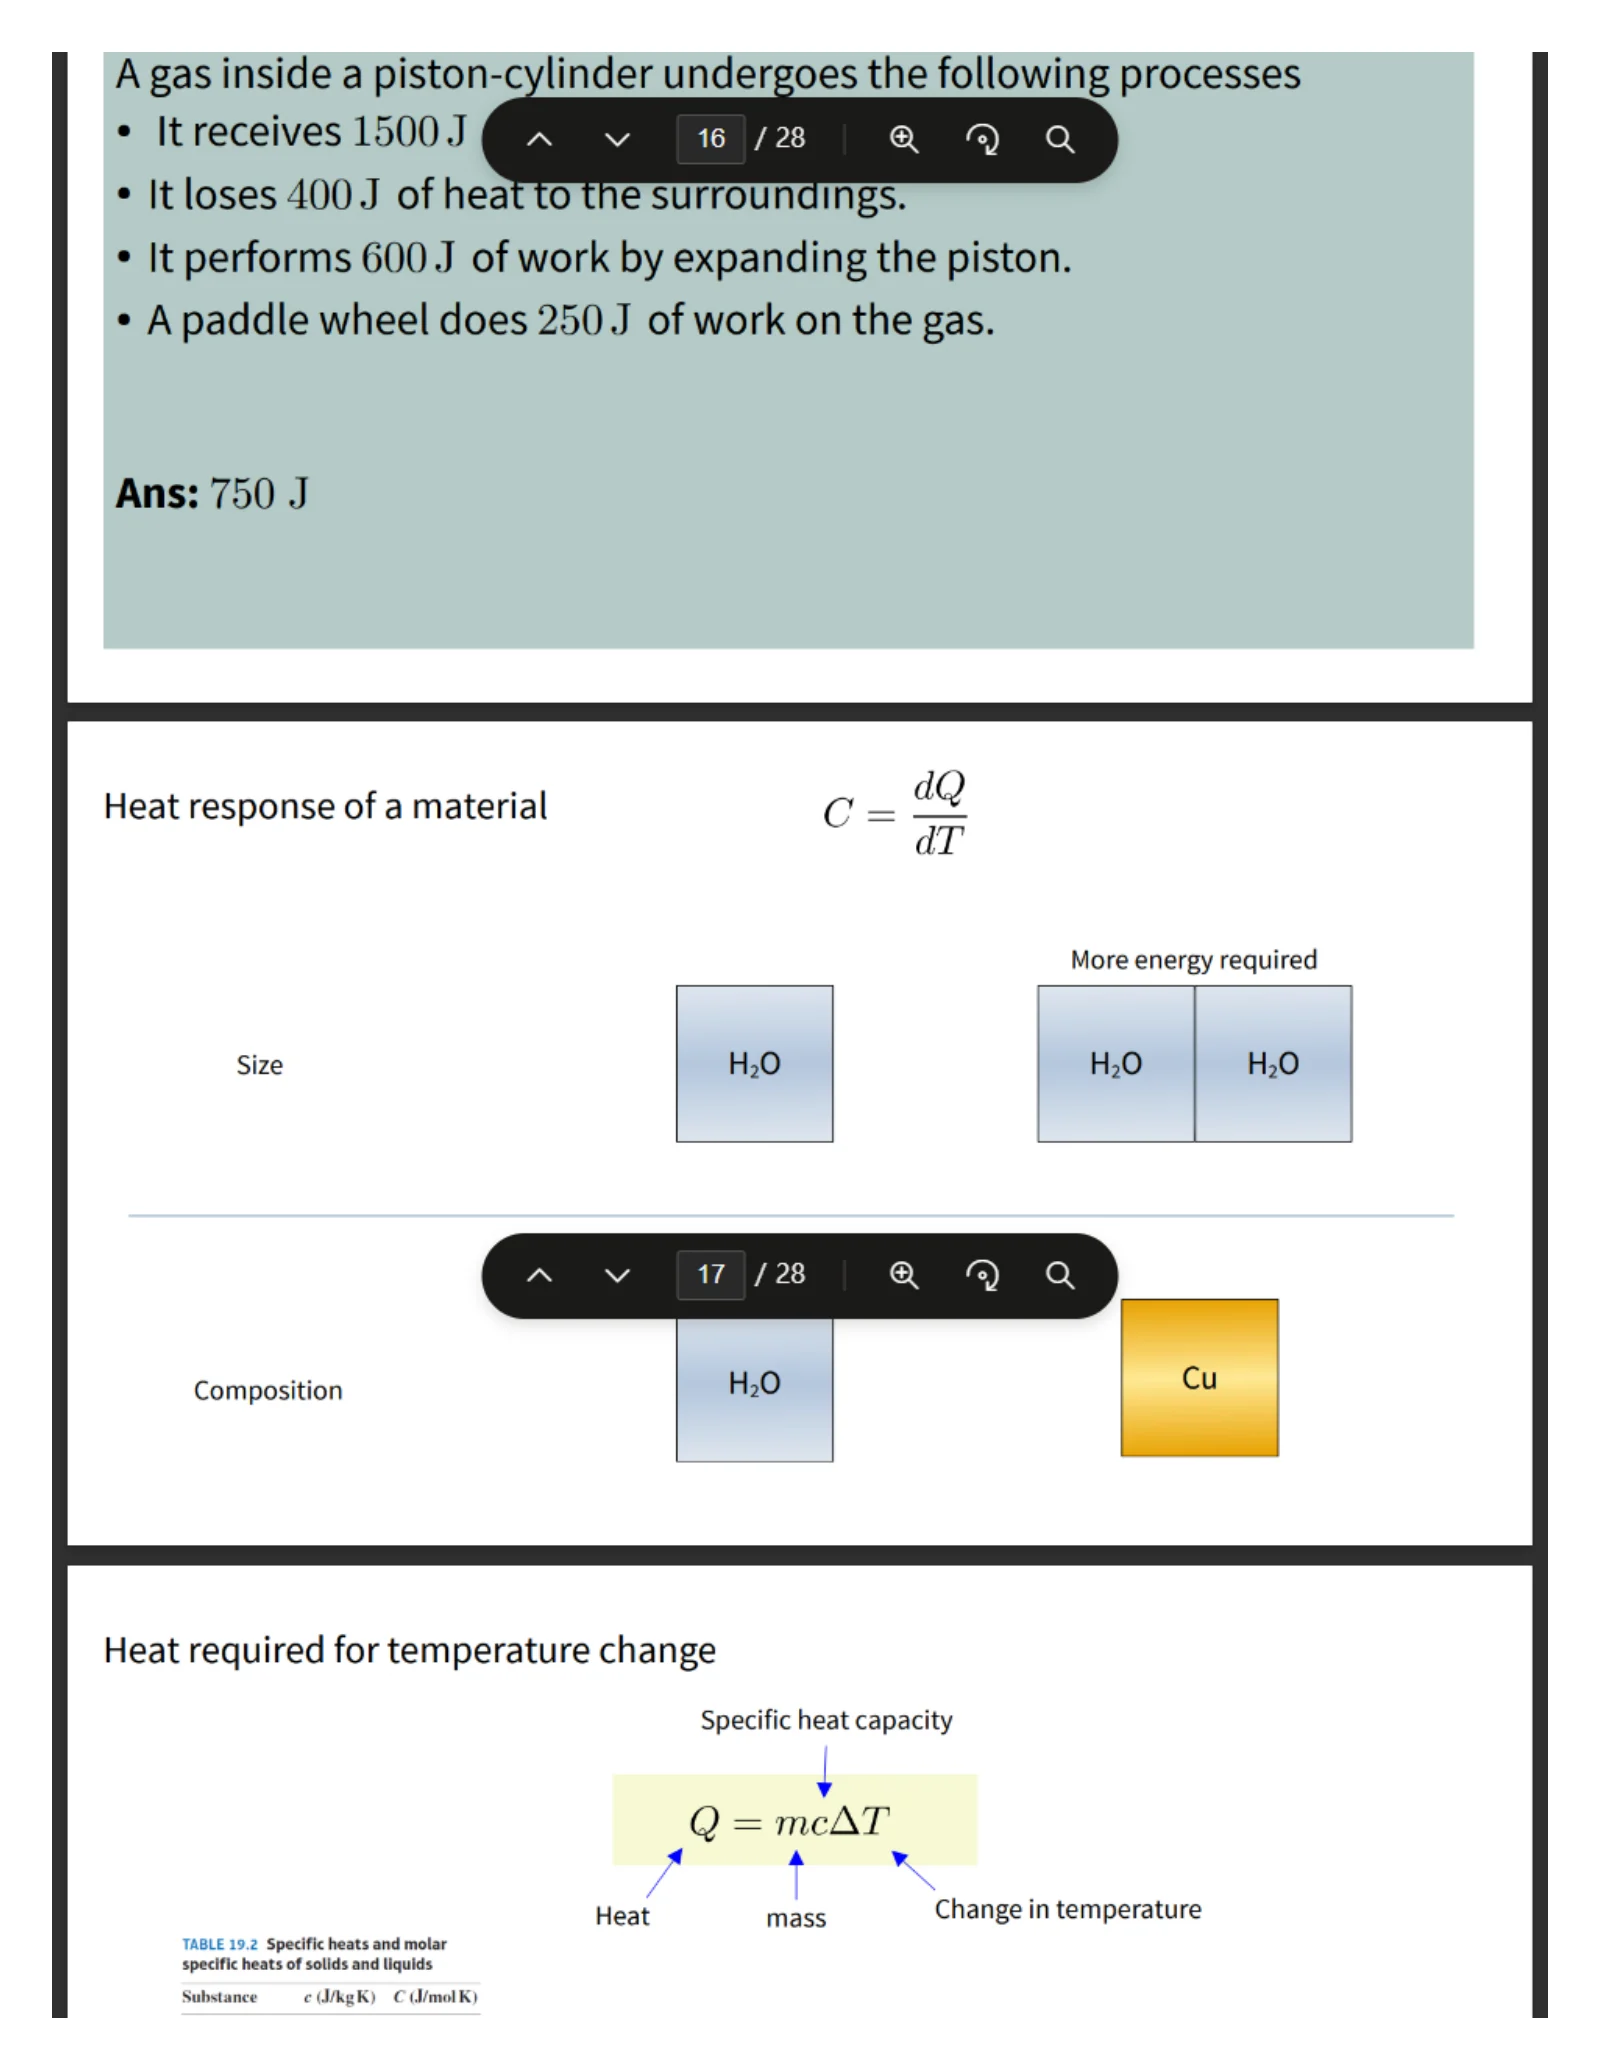 A gas inside a piston-cylinder undergoes the following processes
• It receives 1500 J
16 / 28
• It loses 400 J of heat to the surroundings.
• It performs 600 J of work by expanding the piston.
• A paddle wheel does 250 J of work on the gas.
Ans: 750 J
Heat response of a material
C = dQ/dT
More energy required
Size
H₂O
H₂O
H₂O
17 / 28
Composition
H₂O
Cu
Heat required for temperature change
Specific heat capacity
Q = mcΔT
Heat
mass
Change in temperature
TABLE 19.2 Specific heats and molar
specific heats of solids and liquids
Substance c (J/kg K) C (J/mol K)